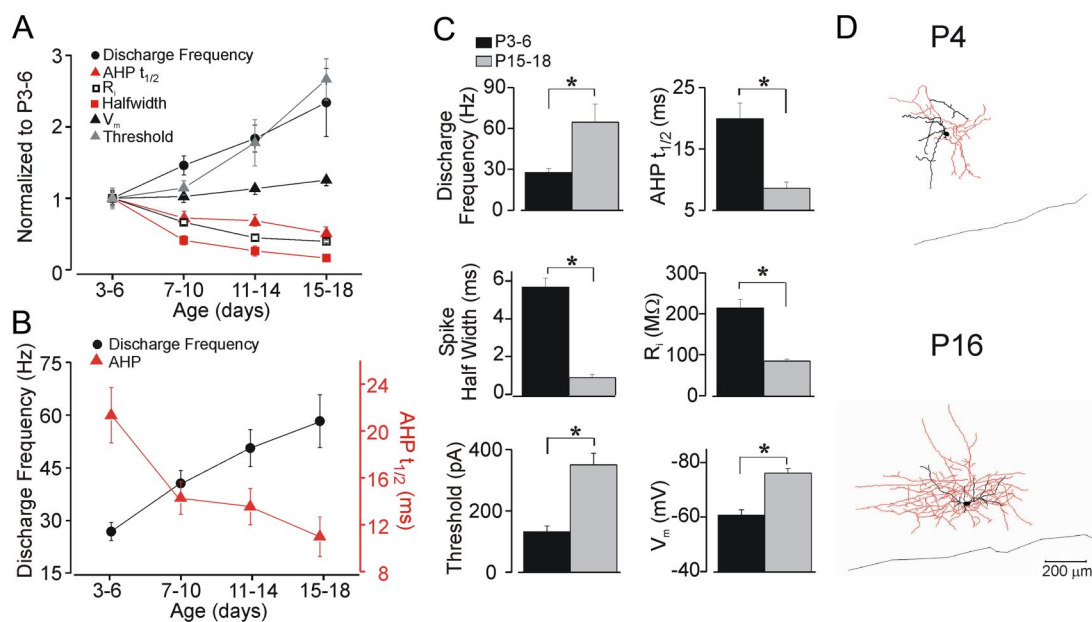 A
3
2
1
0
Normalized to P3-6
Discharge Frequency
AHP t1/2
Ri
Halfwidth
Vm
Threshold
3-6 7-10 11-14 15-18
Age (days)
B
75
60
45
30
15
Discharge Frequency (Hz)
Discharge Frequency
AHP
24
20
16
12
8
AHP t1/2 (ms)
3-6 7-10 11-14 15-18
Age (days)
C
P3-6
P15-18
90
60
30
0
Discharge
Frequency (Hz)
*
25
15
5
AHP t1/2 (ms)
*
6
4
2
0
Spike
Half Width (ms)
*
300
200
100
0
Ri (MΩ)
*
400
200
0
Threshold (pA)
*
-80
-60
-40
Vm (mV)
*
D
P4
P16
200 μm